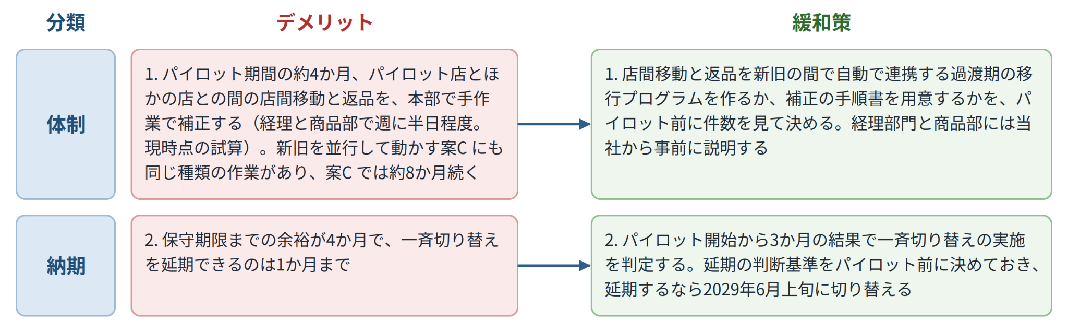 分類
デメリット
緩和策
体制
1. パイロット期間の約4か月、パイロット店とほ
かの店との間の店間移動と返品を、本部で手作
業で補正する（経理と商品部で週に半日程度。
現時点の試算）。新旧を並行して動かす案C にも
同じ種類の作業があり、案C では約8か月続く
1. 店間移動と返品を新旧の間で自動で連携する過渡期の移
行プログラムを作るか、補正の手順書を用意するかを、パ
イロット前に件数を見て決める。経理部門と商品部には当
社から事前に説明する
納期
2. 保守期限までの余裕が4か月で、一斉切り替え
を延期できるのは1か月まで
2. パイロット開始から3か月の結果で一斉切り替えの実施
を判定する。延期の判断基準をパイロット前に決めておき、
延期するなら2029年6月上旬に切り替える